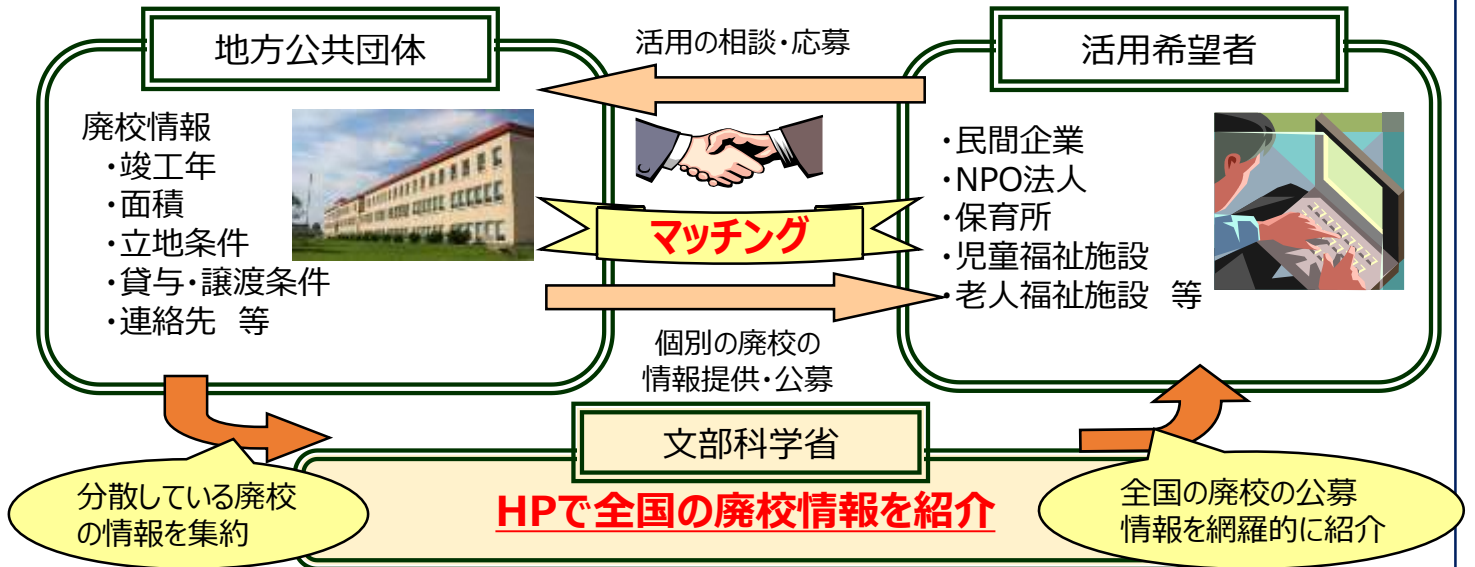 地方公共団体
廃校情報
・竣工年
・面積
・立地条件
・貸与・譲渡条件
・連絡先　等
活用の相談・応募
マッチング
個別の廃校の
情報提供・公募
活用希望者
・民間企業
・NPO法人
・保育所
・児童福祉施設
・老人福祉施設　等
文部科学省
HPで全国の廃校情報を紹介
分散している廃校
の情報を集約
全国の廃校の公募
情報を網羅的に紹介